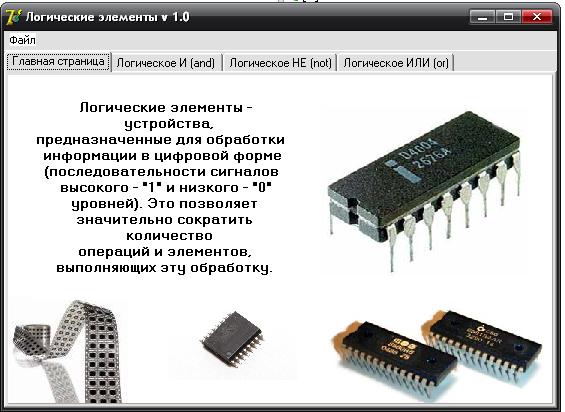 Логические элементы v 1.0
Файл
Главная страница
Логическое И (and)
Логическое НЕ (not)
Логическое ИЛИ (or)
Логические элементы -
устройства,
предназначенные для обработки
информации в цифровой форме
(последовательности сигналов
высокого - "1" и низкого - "0"
уровней). Это позволяет
значительно сократить
количество
операций и элементов,
выполняющих эту обработку.
D4004